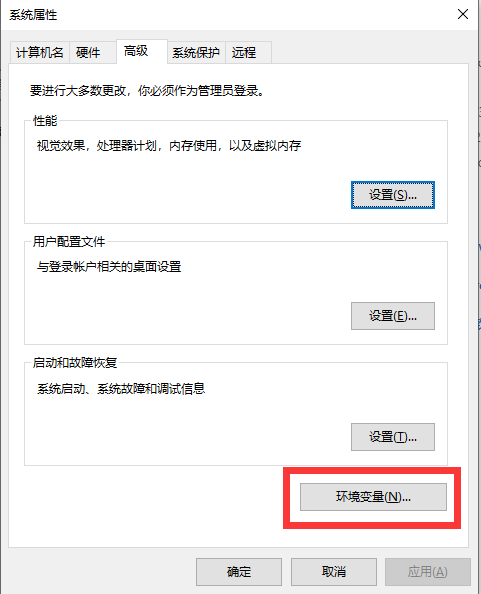 系统属性
计算机名 硬件 高级 系统保护 远程
要进行大多数更改，你必须作为管理员登录。
性能
视觉效果，处理器计划，内存使用，以及虚拟内存
设置(S)...
用户配置文件
与登录帐户相关的桌面设置
设置(E)...
启动和故障恢复
系统启动、系统故障和调试信息
设置(T)...
环境变量(N)...
确定 取消 应用(A)